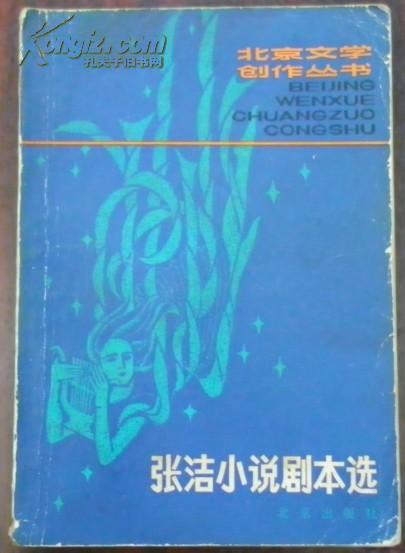 Kongfz.com
孔夫子旧书网
北京文学
创作丛书
BEIJING
WENXUE
CHUANGZUO
CONGSHU
张洁小说剧本选
北京出版社